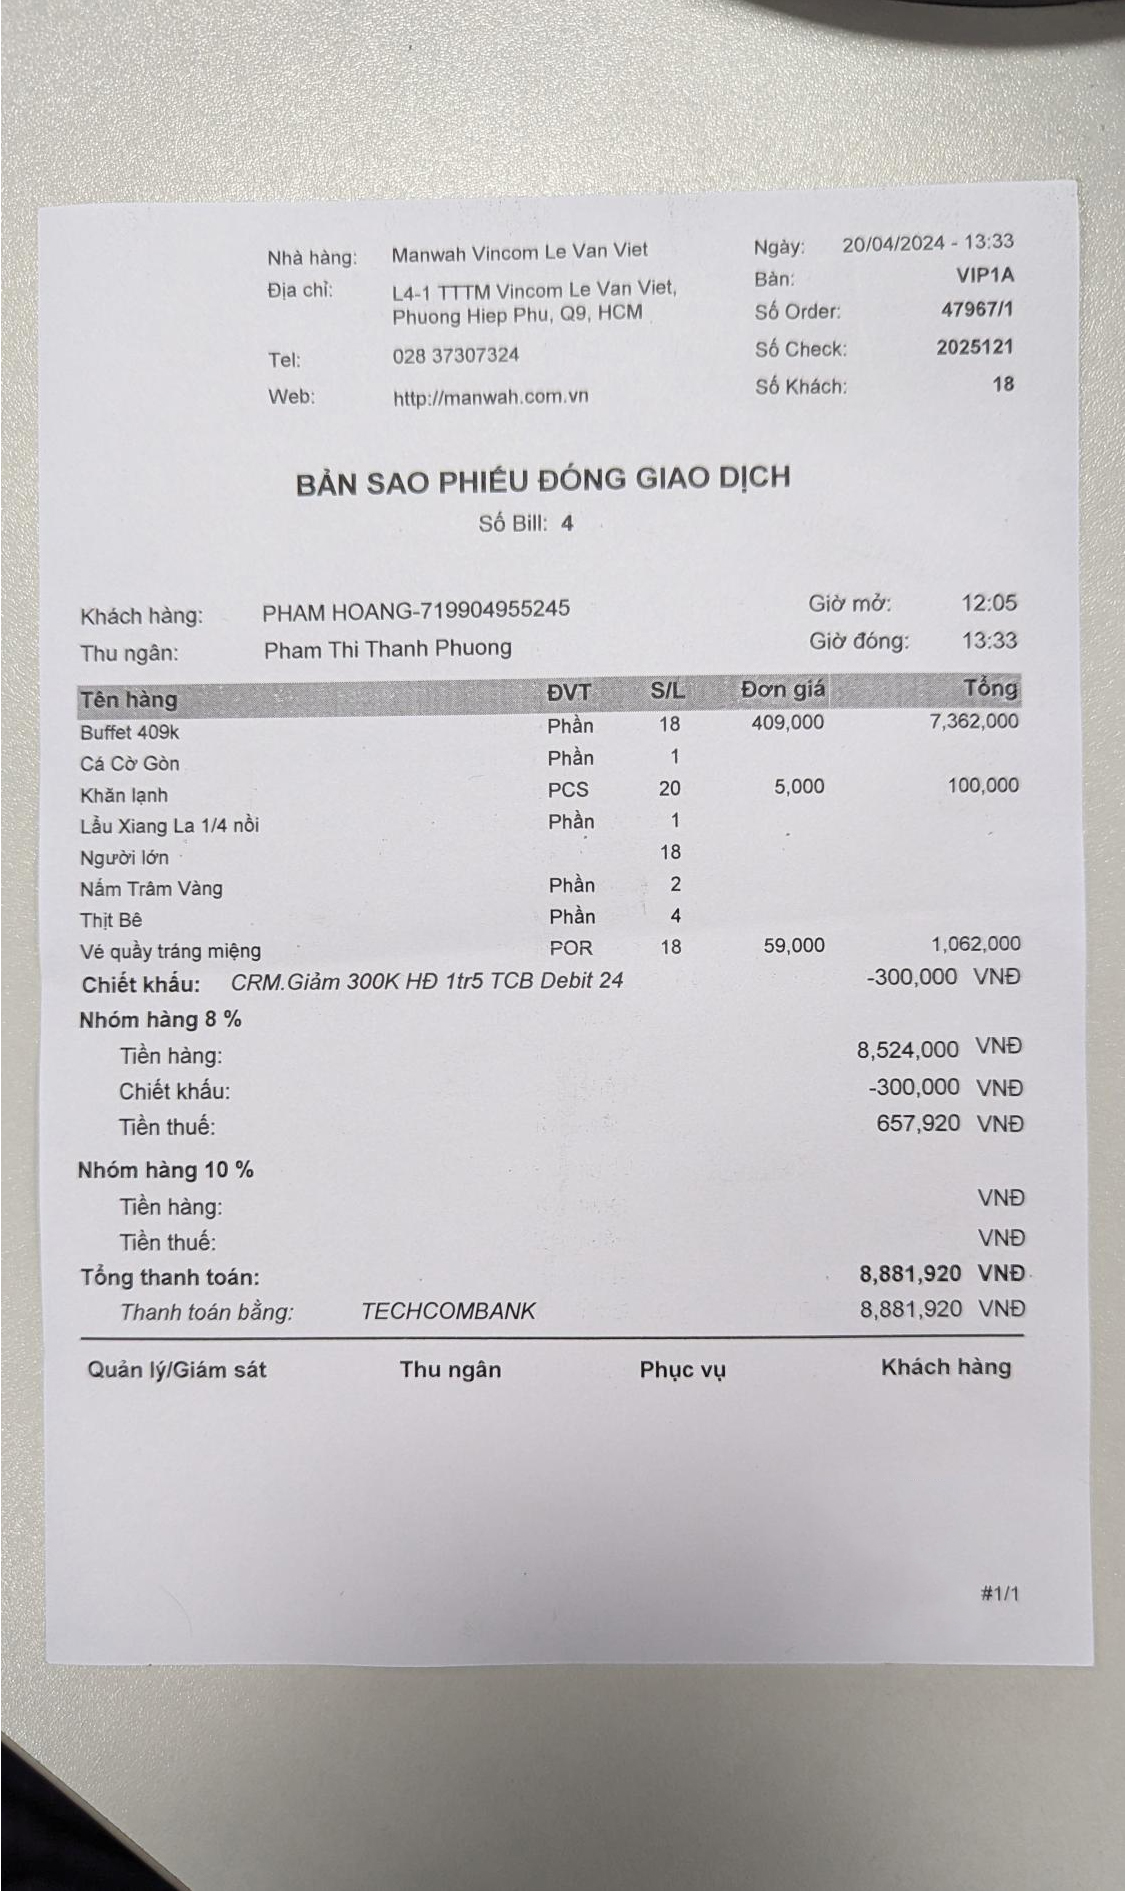 Nhà hàng: Manwah Vincom Le Van Viet Ngày: 20/04/2024 - 13:33
Địa chỉ: L4-1 TTTM Vincom Le Van Viet, Bàn: VIP1A
Phuong Hiep Phu, Q9, HCM Số Order: 47967/1
Tel: 028 37307324 Số Check: 2025121
Web: http://manwah.com.vn Số Khách: 18
BẢN SAO PHIẾU ĐÓNG GIAO DỊCH
Số Bill: 4
Khách hàng: PHAM HOANG-719904955245 Giờ mở: 12:05
Thu ngân: Pham Thi Thanh Phuong Giờ đóng: 13:33
Tên hàng ĐVT S/L Đơn giá Tổng
Buffet 409k Phần 18 409,000 7,362,000
Cá Cờ Gòn Phần 1
Khăn lạnh PCS 20 5,000 100,000
Lẩu Xiang La 1/4 nồi Phần 1
Người lớn 18
Nấm Trâm Vàng Phần 2
Thịt Bê Phần 4
Vé quầy tráng miệng POR 18 59,000 1,062,000
Chiết khấu: CRM.Giảm 300K HĐ 1tr5 TCB Debit 24 -300,000 VNĐ
Nhóm hàng 8 %
Tiền hàng: 8,524,000 VNĐ
Chiết khấu: -300,000 VNĐ
Tiền thuế: 657,920 VNĐ
Nhóm hàng 10 %
Tiền hàng: VNĐ
Tiền thuế: VNĐ
Tổng thanh toán: 8,881,920 VNĐ
Thanh toán bằng: TECHCOMBANK 8,881,920 VNĐ
Quản lý/Giám sát Thu ngân Phục vụ Khách hàng
#1/1